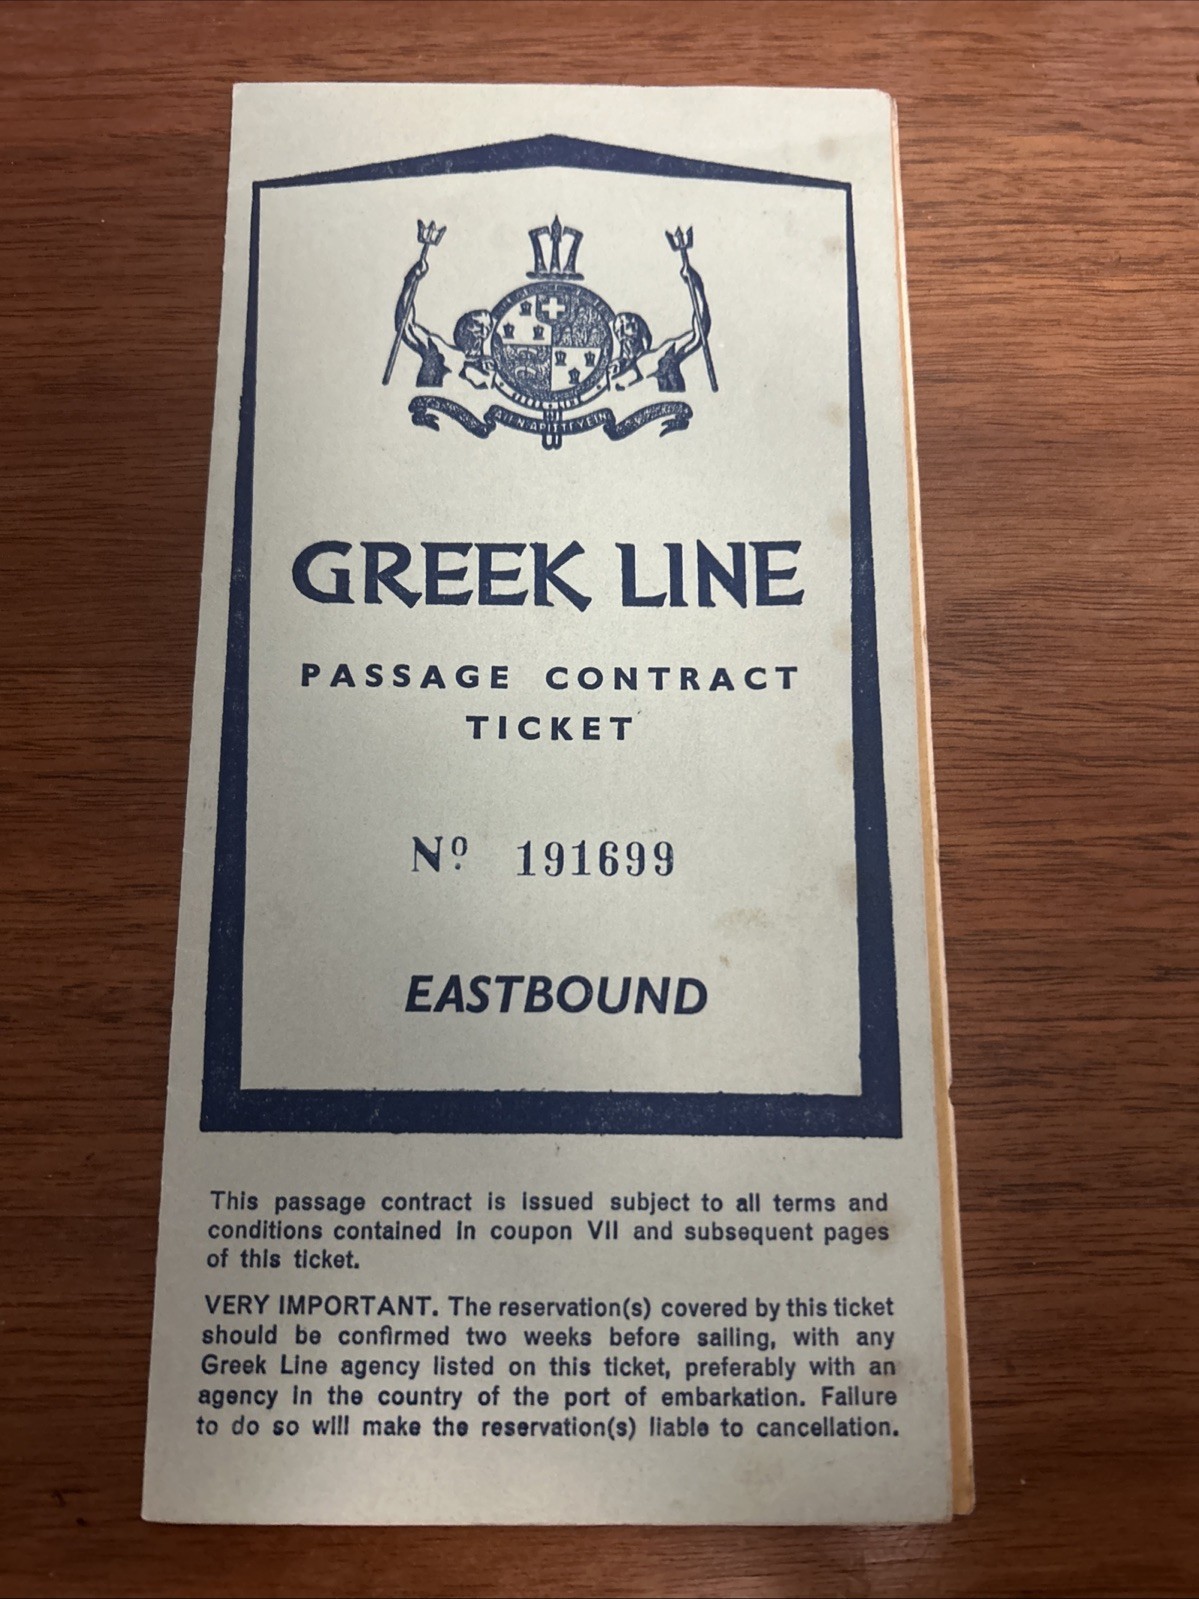 ΑΙΕΝ ΑΡΙΣΤΕΥΕΙΝ
GREEK LINE
PASSAGE CONTRACT
TICKET
Nº 191699
EASTBOUND
This passage contract is issued subject to all terms and
conditions contained in coupon VII and subsequent pages
of this ticket.
VERY IMPORTANT. The reservation(s) covered by this ticket
should be confirmed two weeks before sailing, with any
Greek Line agency listed on this ticket, preferably with an
agency in the country of the port of embarkation. Failure
to do so will make the reservation(s) liable to cancellation.